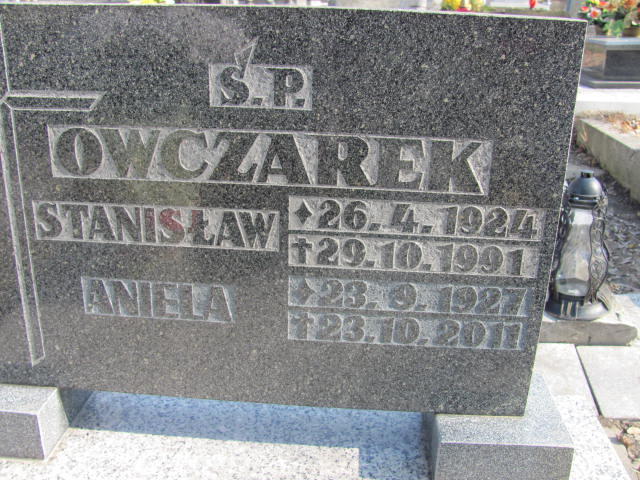 Ś.P.
OWCZAREK
STANISŁAW ✦26.4.1924
✝29.10.1991
ANIELA ✦23.9.1927
✝23.10.2011